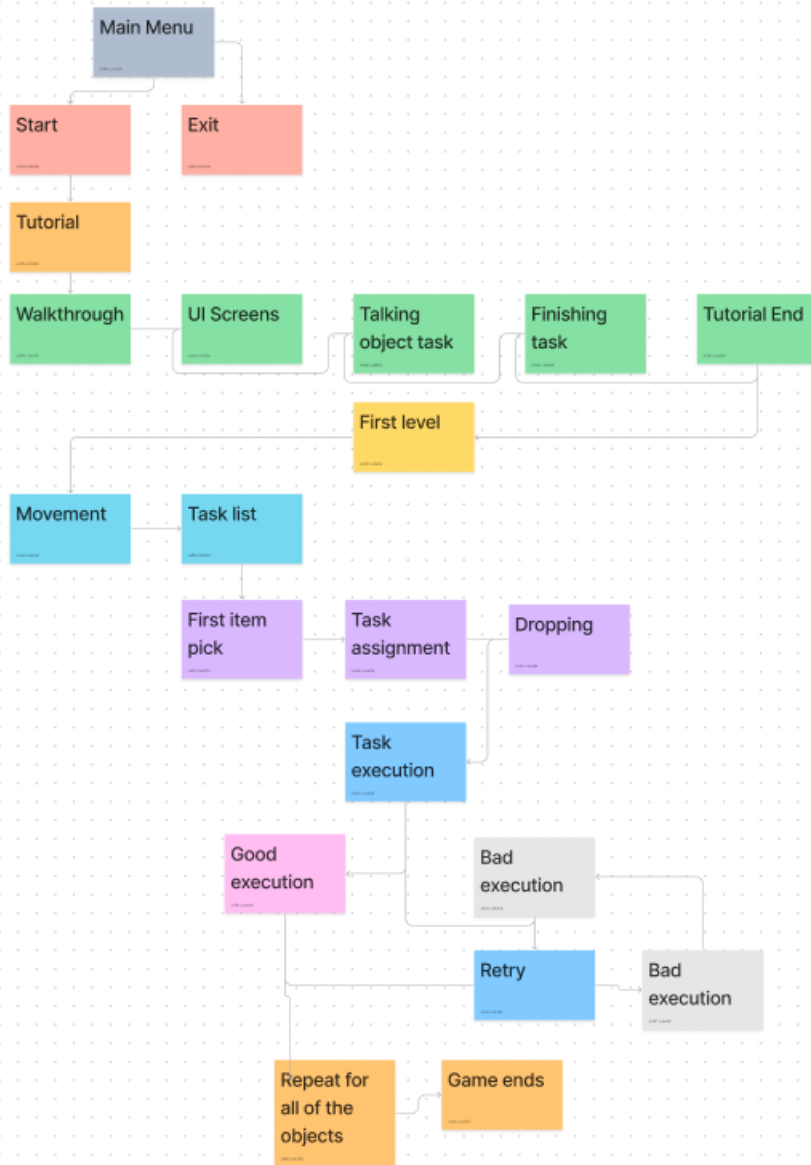 Main Menu
Start
Exit
Tutorial
Walkthrough
UI Screens
Talking
object task
Finishing
task
Tutorial End
First level
Movement
Task list
First item
pick
Task
assignment
Dropping
Task
execution
Good
execution
Bad
execution
Retry
Bad
execution
Repeat for
all of the
objects
Game ends